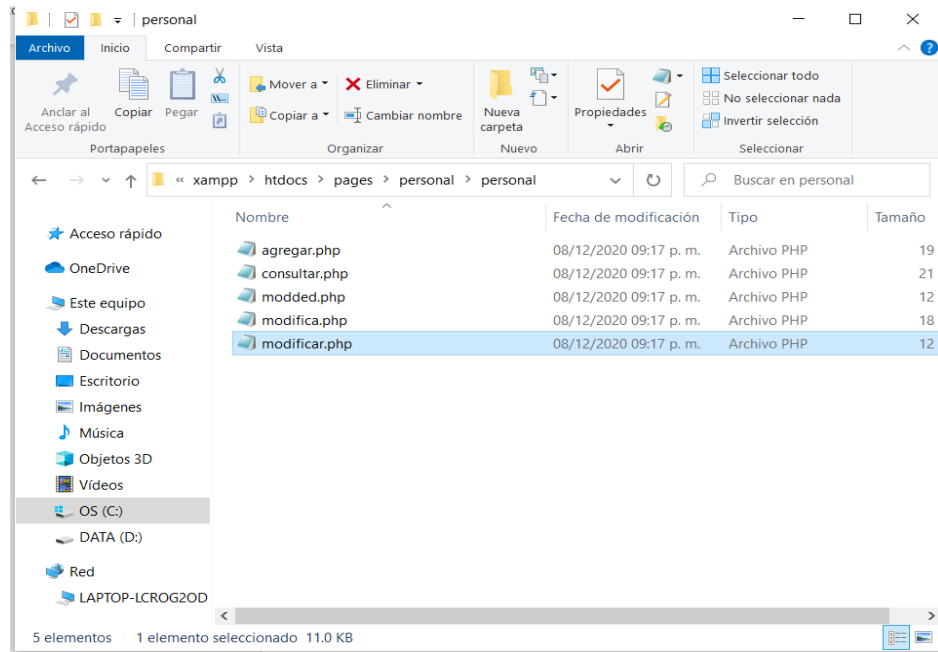 personal
Archivo Inicio Compartir Vista
Anclar al Acceso rápido
Copiar
Pegar
Mover a
Copiar a
Eliminar
Cambiar nombre
Nueva carpeta
Propiedades
Seleccionar todo
No seleccionar nada
Invertir selección
Portapapeles Organizar Nuevo Abrir Seleccionar
« xampp > htdocs > pages > personal > personal
Buscar en personal
Nombre Fecha de modificación Tipo Tamaño
agregar.php 08/12/2020 09:17 p. m. Archivo PHP 19
consultar.php 08/12/2020 09:17 p. m. Archivo PHP 21
modded.php 08/12/2020 09:17 p. m. Archivo PHP 12
modifica.php 08/12/2020 09:17 p. m. Archivo PHP 18
modificar.php 08/12/2020 09:17 p. m. Archivo PHP 12
Acceso rápido
OneDrive
Este equipo
Descargas
Documentos
Escritorio
Imágenes
Música
Objetos 3D
Vídeos
OS (C:)
DATA (D:)
Red
LAPTOP-LCROG2OD
5 elementos 1 elemento seleccionado 11.0 KB